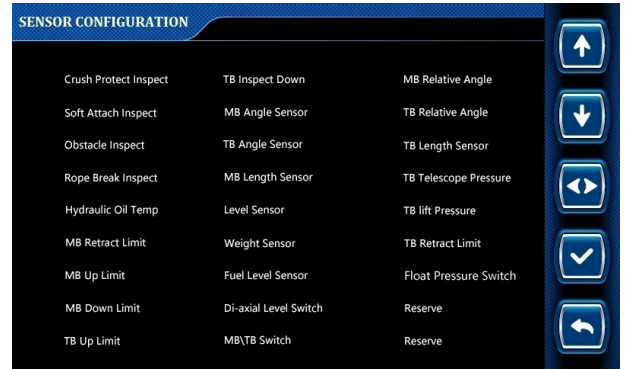 SENSOR CONFIGURATION
Crush Protect Inspect TB Inspect Down MB Relative Angle
Soft Attach Inspect MB Angle Sensor TB Relative Angle
Obstacle Inspect TB Angle Sensor TB Length Sensor
Rope Break Inspect MB Length Sensor TB Telescope Pressure
Hydraulic Oil Temp Level Sensor TB lift Pressure
MB Retract Limit Weight Sensor TB Retract Limit
MB Up Limit Fuel Level Sensor Float Pressure Switch
MB Down Limit Di-axial Level Switch Reserve
TB Up Limit MB\TB Switch Reserve